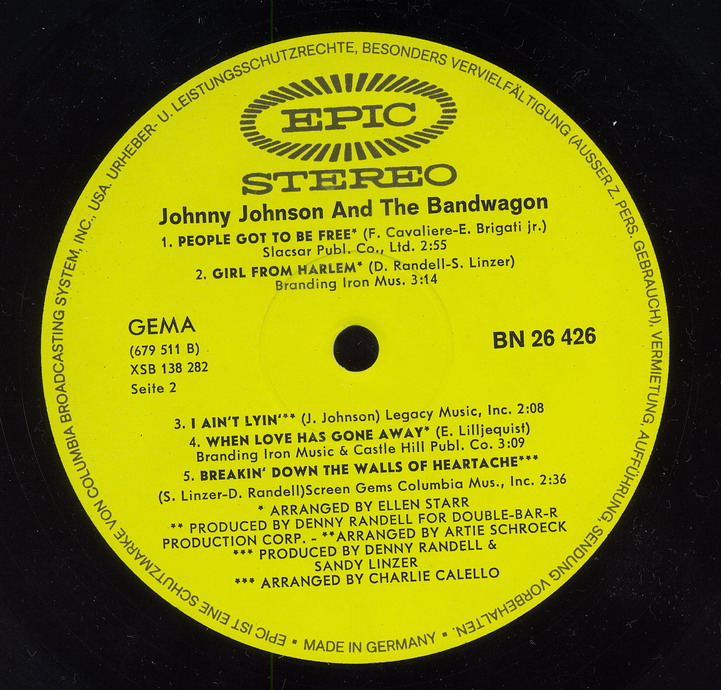 URHEBER- U. LEISTUNGSSCHUTZRECHTE, BESONDERS VERVIELFÄLTIGUNG (AUSSER Z. PERS. GEBRAUCH), VERMIETUNG, AUFFÜHRUNG, SENDUNG VORBEHALTEN.
EPIC
STEREO
Johnny Johnson And The Bandwagon
1. PEOPLE GOT TO BE FREE* (F. Cavaliere-E. Brigati jr.)
Slacsar Publ. Co., Ltd. 2:55
2. GIRL FROM HARLEM* (D. Randell-S. Linzer)
Branding Iron Mus. 3:14
GEMA
(679 511 B)
XSB 138 282
Seite 2
BN 26 426
3. I AIN'T LYIN'** (J. Johnson) Legacy Music, Inc. 2:08
4. WHEN LOVE HAS GONE AWAY* (E. Lilljequist)
Branding Iron Music & Castle Hill Publ. Co. 3:09
5. BREAKIN' DOWN THE WALLS OF HEARTACHE***
(S. Linzer-D. Randell)Screen Gems Columbia Mus., Inc. 2:36
* ARRANGED BY ELLEN STARR
** PRODUCED BY DENNY RANDELL FOR DOUBLE-BAR-R
PRODUCTION CORP. - **ARRANGED BY ARTIE SCHROECK
*** PRODUCED BY DENNY RANDELL &
SANDY LINZER
*** ARRANGED BY CHARLIE CALELLO
EPIC IST EINE SCHUTZMARKE VON COLUMBIA BROADCASTING SYSTEM, INC., USA.
• MADE IN GERMANY •